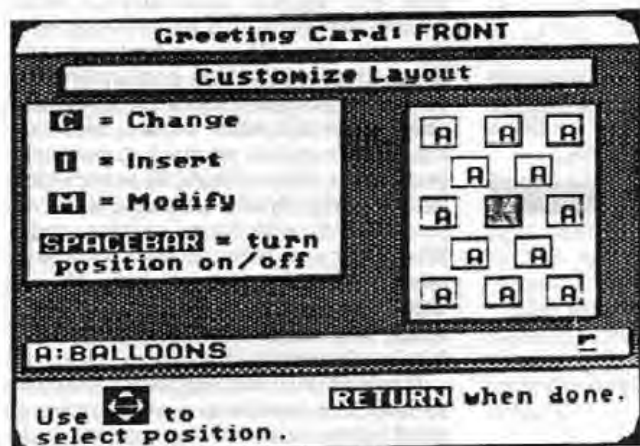 Greeting Card: FRONT
Customize Layout
C = Change
I = Insert
M = Modify
SPACEBAR = turn
position on/off
A A A
A A
A A
A A
A A A
A:BALLOONS
Use to
select position.
RETURN when done.